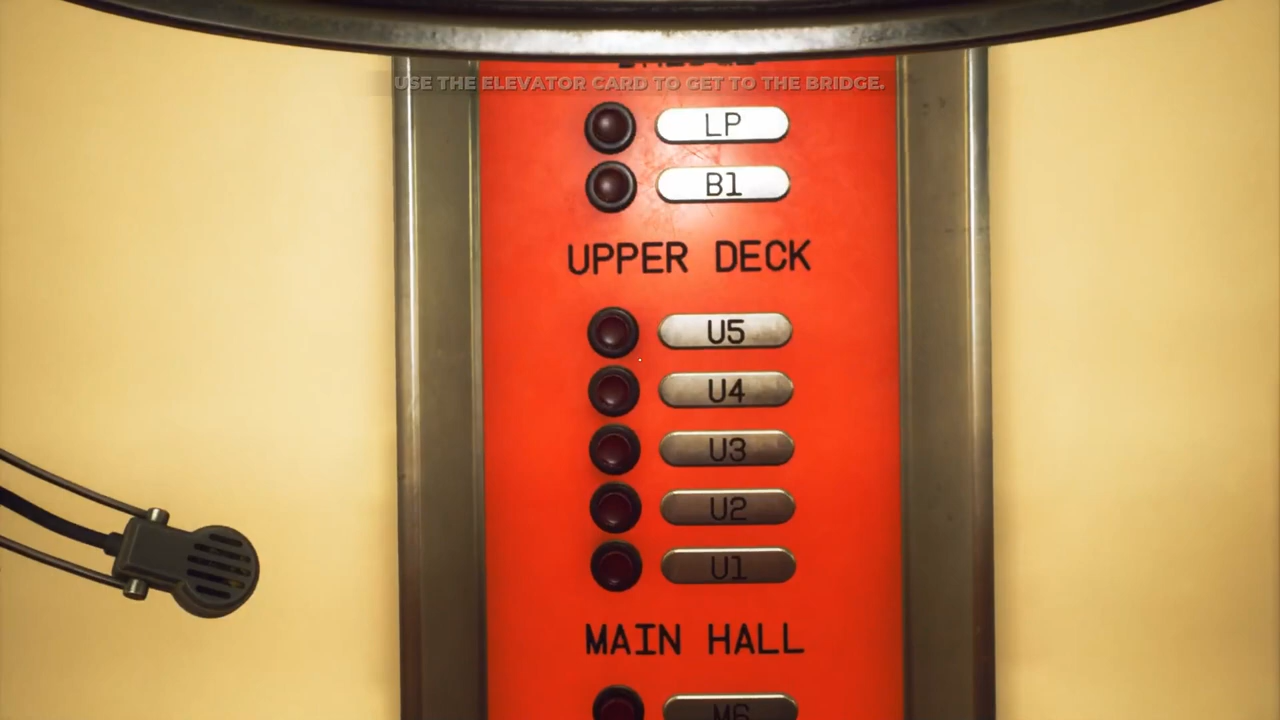 USE THE ELEVATOR CARD TO GET TO THE BRIDGE.
LP
B1
UPPER DECK
U5
U4
U3
U2
U1
MAIN HALL
M6